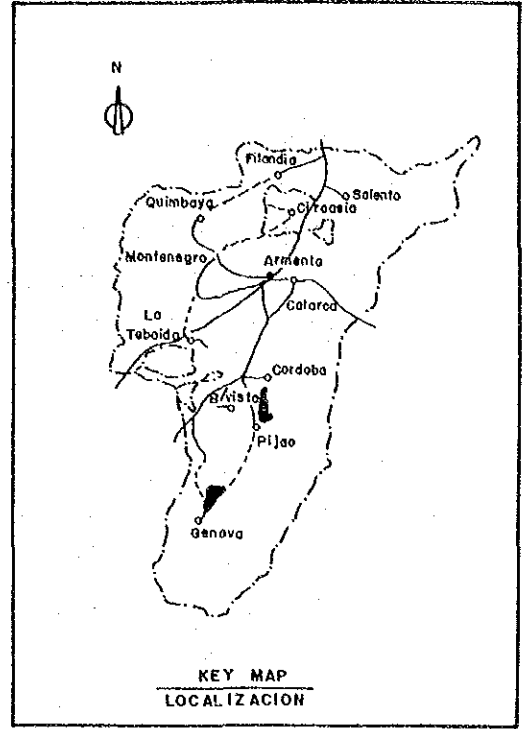 N
Filandia
Salento
Quimbaya
Circasia
Montenegro
Armenia
Calarca
La
Tebaida
Cordoba
B/vista
Pijao
Genova
KEY MAP
LOCALIZACION